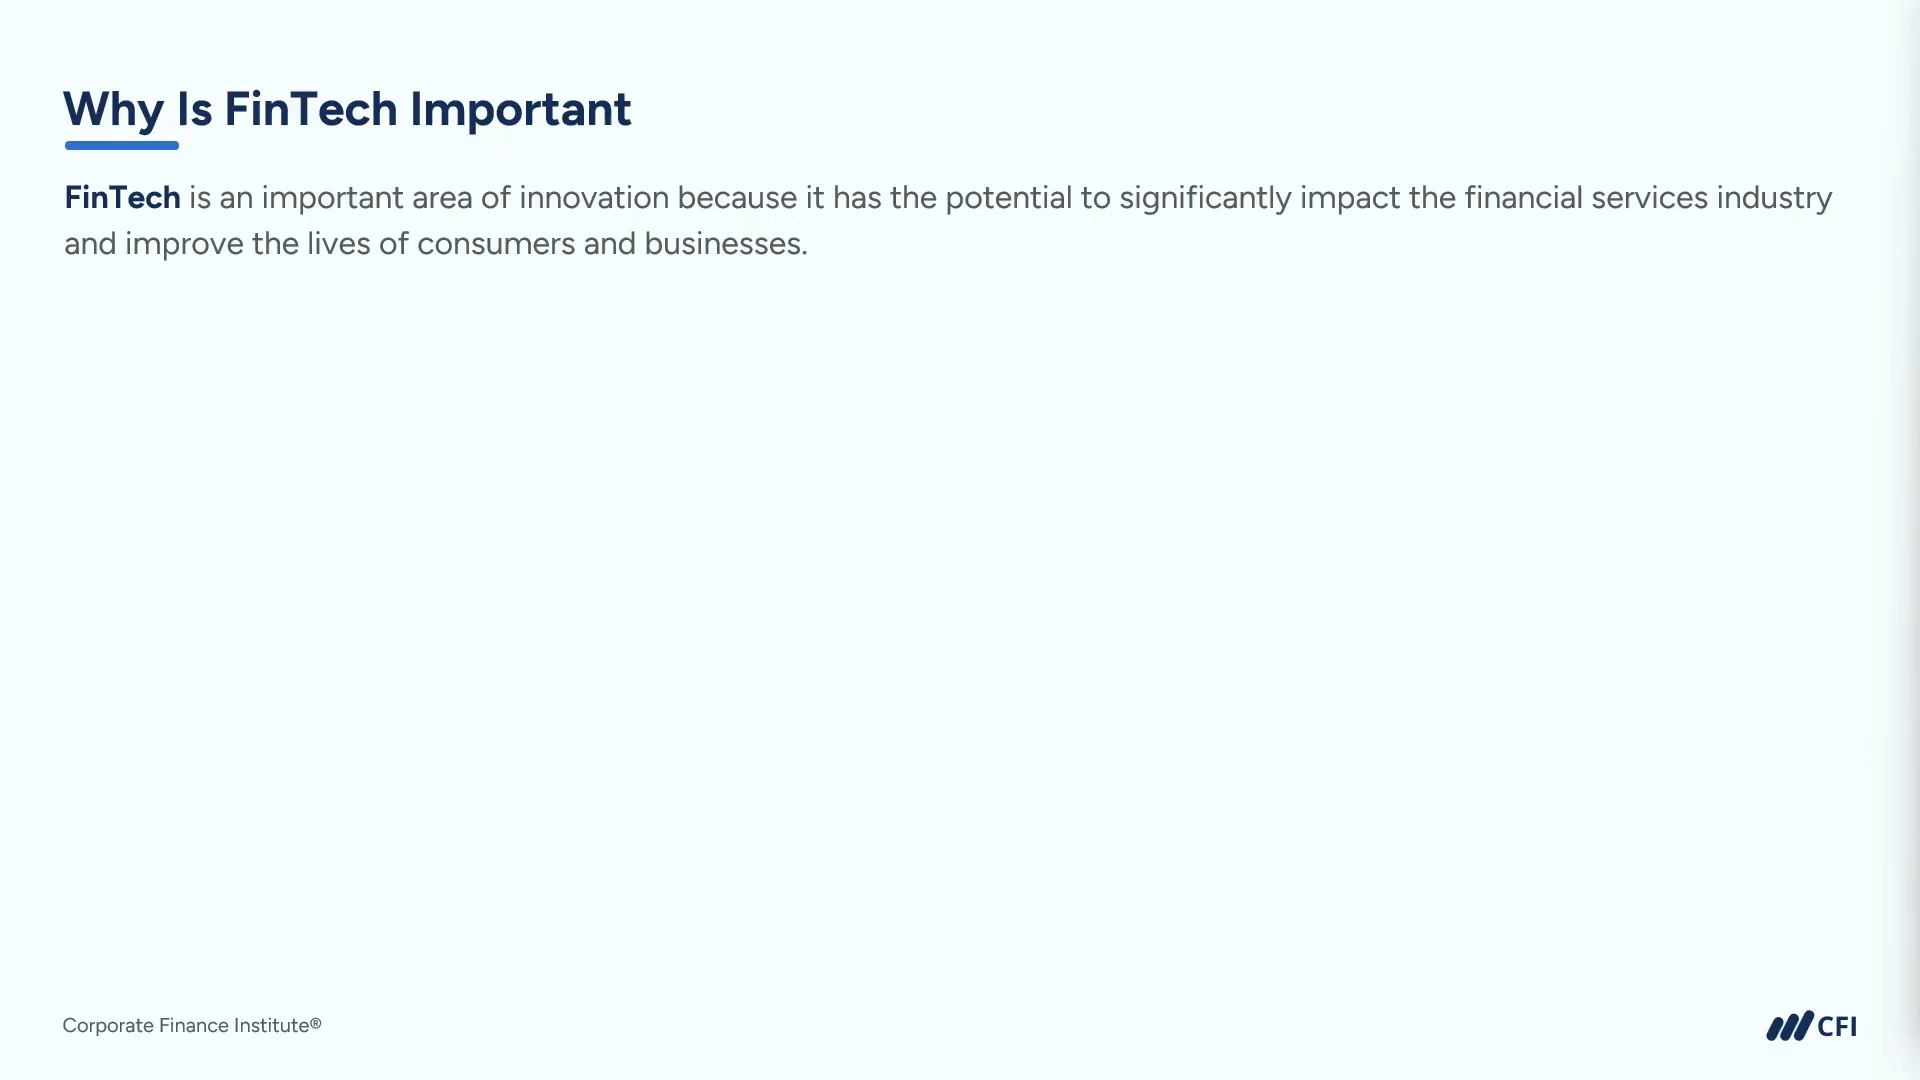 Why Is FinTech Important
FinTech is an important area of innovation because it has the potential to significantly impact the financial services industry
and improve the lives of consumers and businesses.
Corporate Finance Institute®
CFI